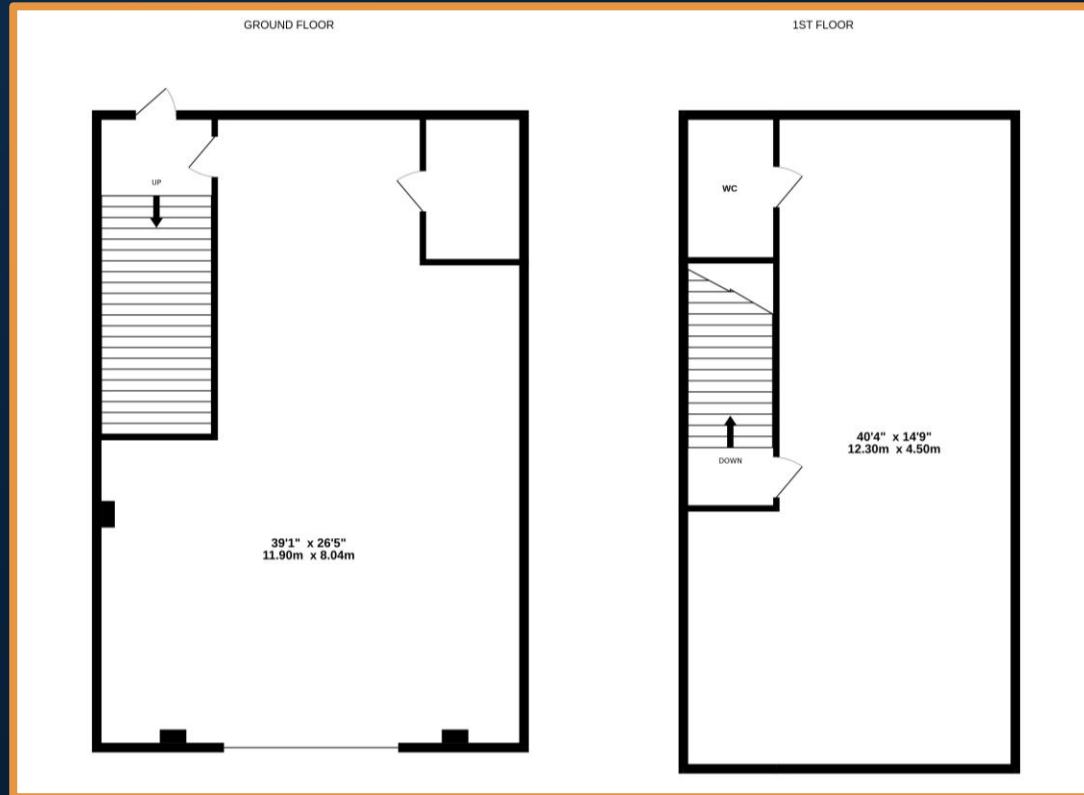 GROUND FLOOR
1ST FLOOR
UP
WC
DOWN
40'4" x 14'9"
12.30m x 4.50m
39'1" x 26'5"
11.90m x 8.04m